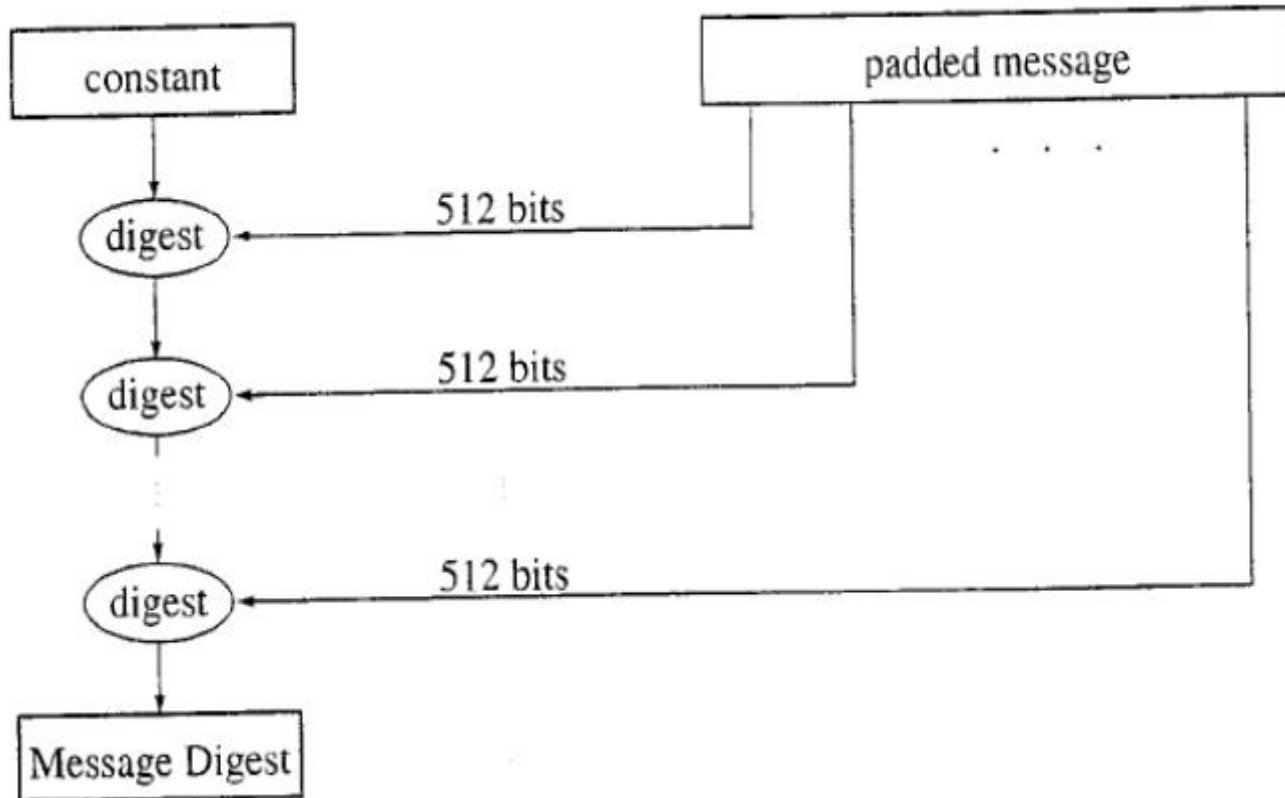 constant
padded message
. . .
512 bits
digest
512 bits
digest
512 bits
digest
Message Digest